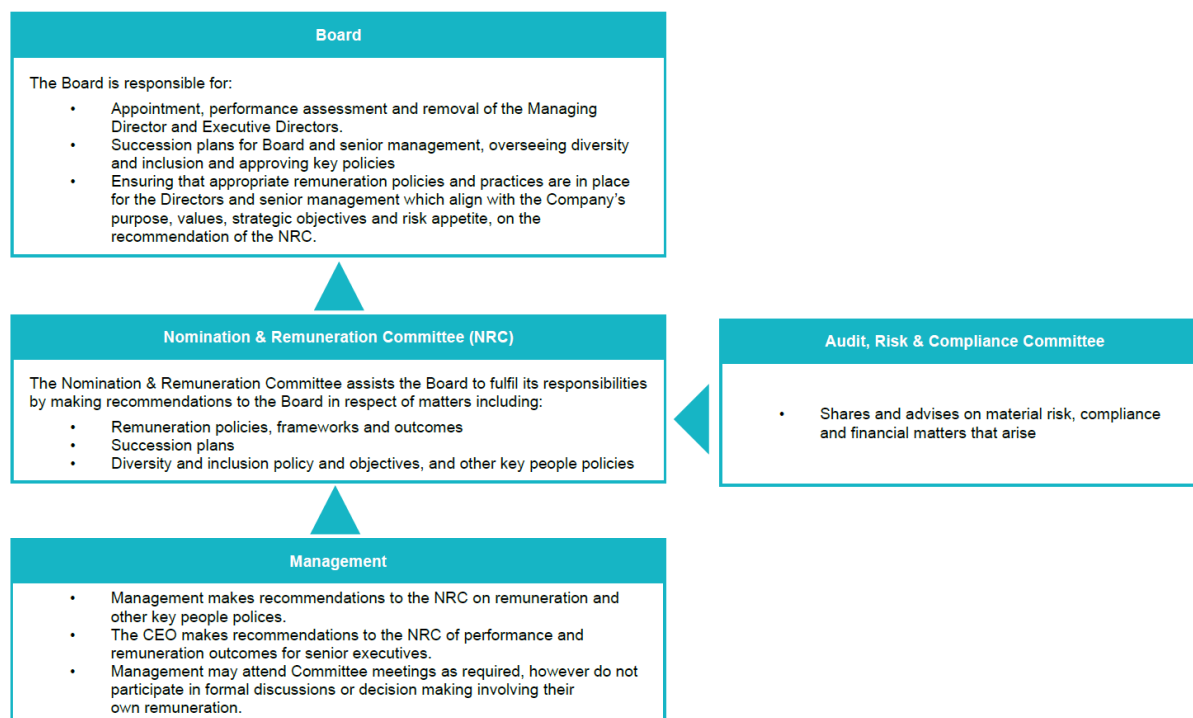 Board
The Board is responsible for:
• Appointment, performance assessment and removal of the Managing
Director and Executive Directors.
• Succession plans for Board and senior management, overseeing diversity
and inclusion and approving key policies
• Ensuring that appropriate remuneration policies and practices are in place
for the Directors and senior management which align with the Company's
purpose, values, strategic objectives and risk appetite, on the
recommendation of the NRC.
Nomination & Remuneration Committee (NRC)
The Nomination & Remuneration Committee assists the Board to fulfil its responsibilities
by making recommendations to the Board in respect of matters including:
• Remuneration policies, frameworks and outcomes
• Succession plans
• Diversity and inclusion policy and objectives, and other key people policies
Audit, Risk & Compliance Committee
• Shares and advises on material risk, compliance
and financial matters that arise
Management
• Management makes recommendations to the NRC on remuneration and
other key people polices.
• The CEO makes recommendations to the NRC of performance and
remuneration outcomes for senior executives.
• Management may attend Committee meetings as required, however do not
participate in formal discussions or decision making involving their
own remuneration.